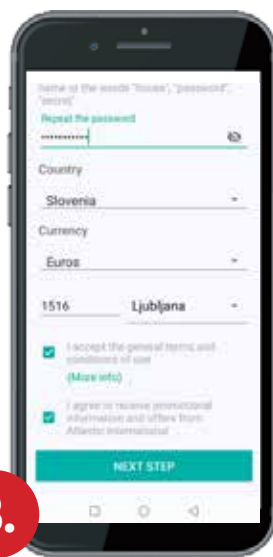 name or the words "house", "password",
"secret"
Repeat the password
••••••••••
Country
Slovenia
Currency
Euros
1516 Ljubljana
I accept the general terms and
conditions of use
(More info)
I agree to receive promotional
information and offers from
Atlantic International
NEXT STEP
3.